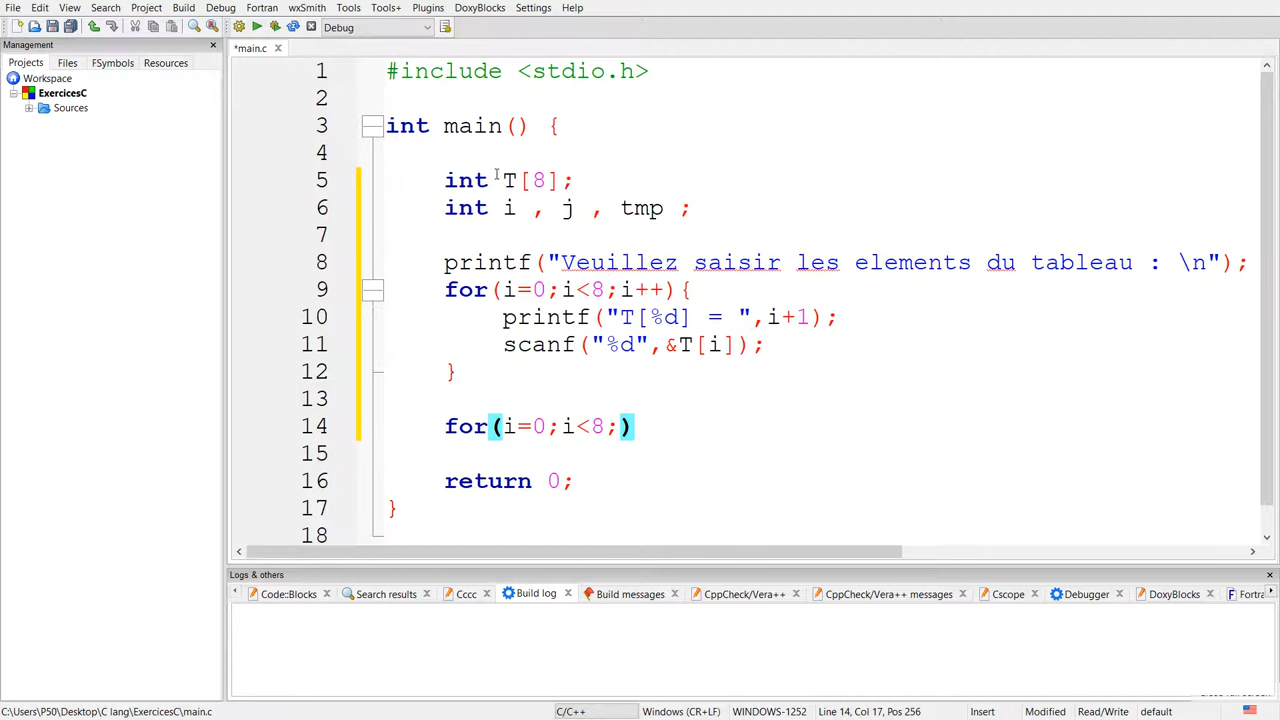 File Edit View Search Project Build Debug Fortran wxSmith Tools Tools+ Plugins DoxyBlocks Settings Help
Debug
Management
Projects Files FSymbols Resources
Workspace
ExercicesC
Sources
*main.c
1 #include <stdio.h>
2
3 int main() {
4
5 int T[8];
6 int i , j , tmp ;
7
8 printf("Veuillez saisir les elements du tableau : \n");
9 for(i=0;i<8;i++){
10 printf("T[%d] = ",i+1);
11 scanf("%d",&T[i]);
12 }
13
14 for(i=0;i<8;)
15
16 return 0;
17 }
18
Logs & others
Code::Blocks Search results Cccc Build log Build messages CppCheck/Vera++ CppCheck/Vera++ messages Cscope Debugger DoxyBlocks Fortra
C:\Users\P50\Desktop\C lang\ExercicesC\main.c C/C++ Windows (CR+LF) WINDOWS-1252 Line 14, Col 17, Pos 256 Insert Modified Read/Write default